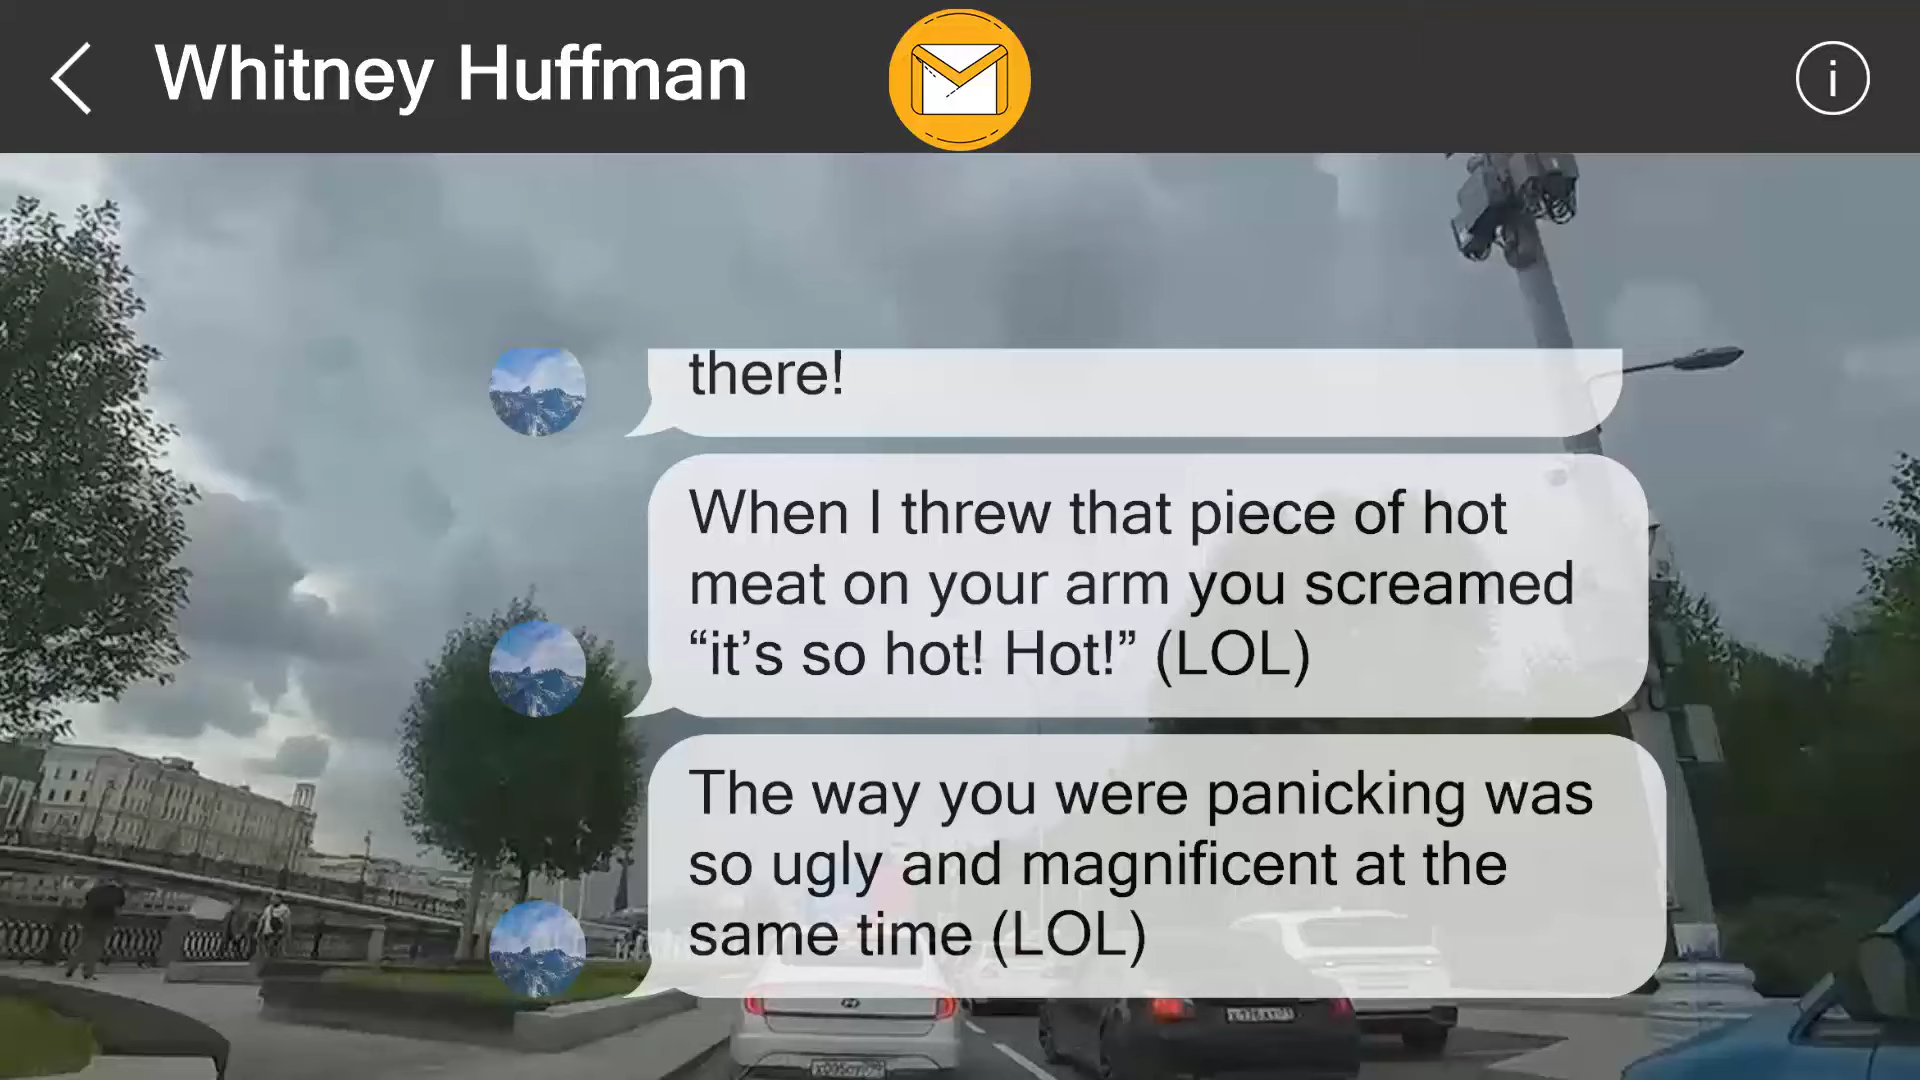 Whitney Huffman
there!
When I threw that piece of hot
meat on your arm you screamed
“it’s so hot! Hot!” (LOL)
The way you were panicking was
so ugly and magnificent at the
same time (LOL)